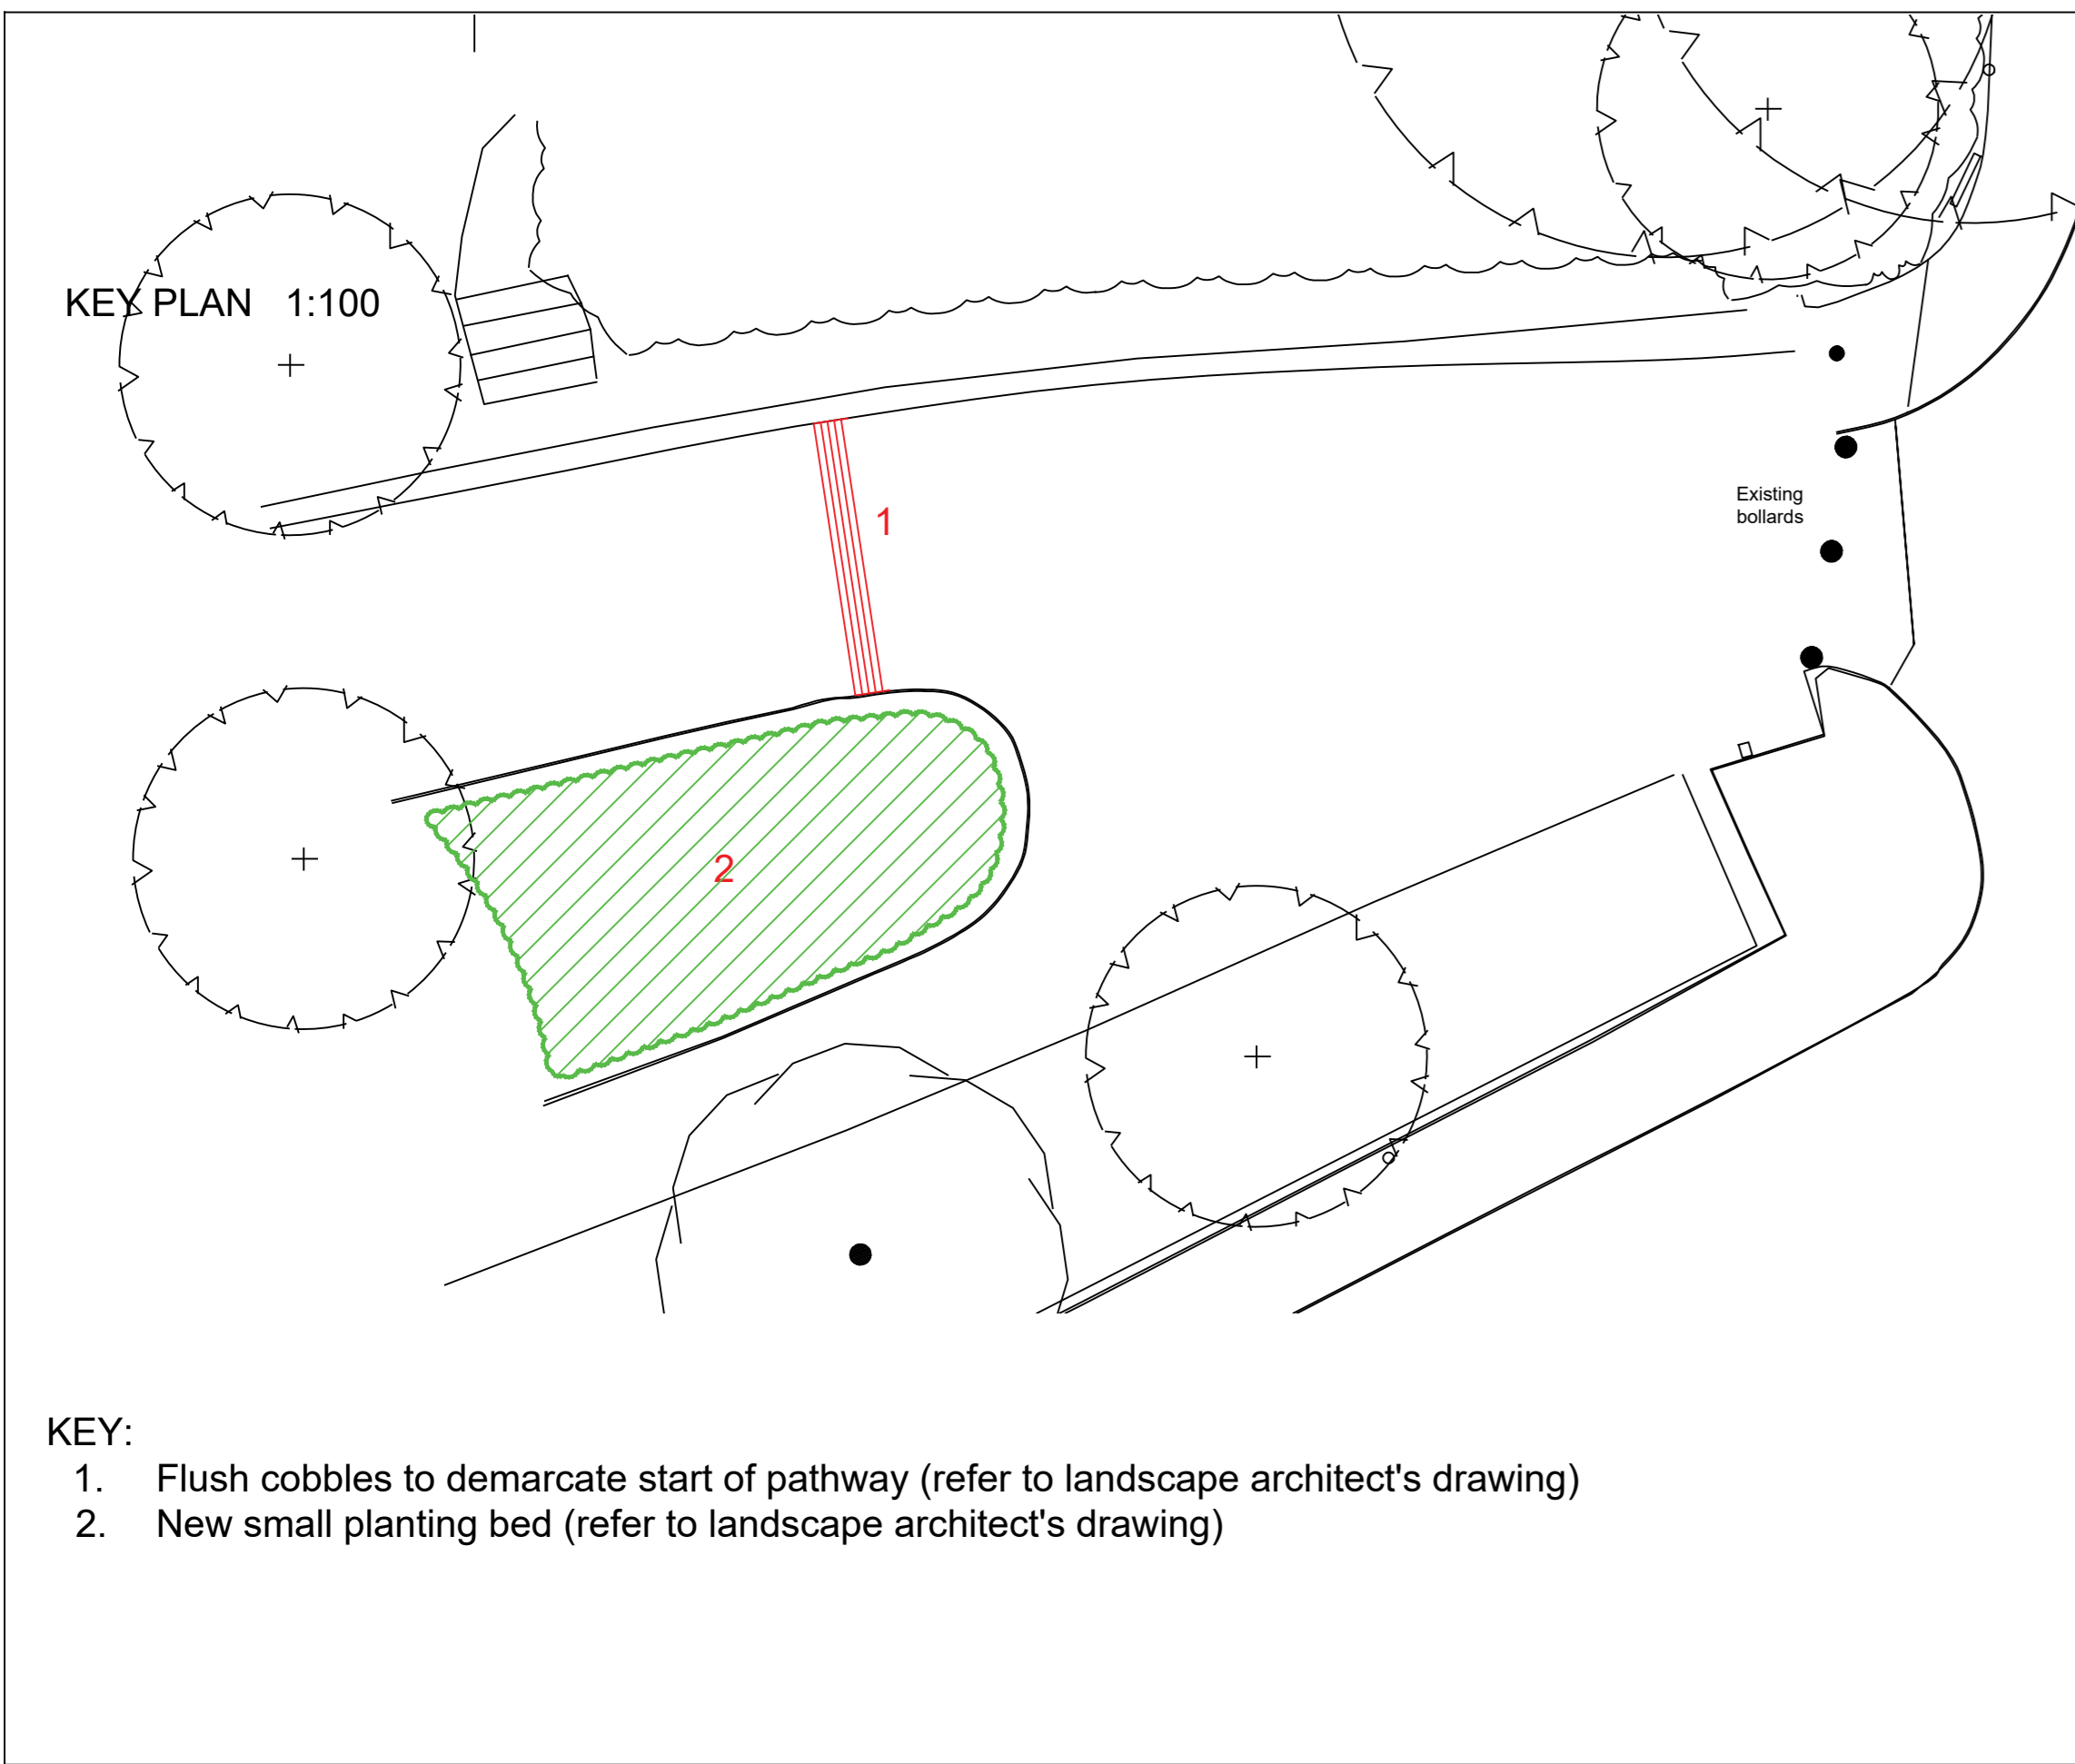 KEY PLAN 1:100
1
Existing
bollards
2
KEY:
1. Flush cobbles to demarcate start of pathway (refer to landscape architect's drawing)
2. New small planting bed (refer to landscape architect's drawing)